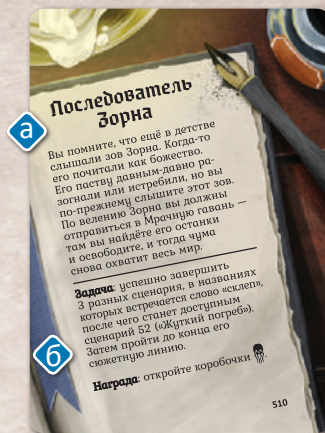 Последователь
Зорна
а
Вы помните, что ещё в детстве
слышали зов Зорна. Когда-то
его почитали как божество.
Его паству давным-давно ра-
зогнали или истребили, но вы
по-прежнему слышите этот зов.
По велению Зорна вы должны
отправиться в Мрачную гавань —
там вы найдёте его останки
и освободите, и тогда чума
снова охватит весь мир.
Задача: успешно завершить
3 разных сценария, в названиях
которых встречается слово «склеп»,
после чего станет доступным
сценарий 52 («Жуткий погреб»).
б
Затем пройти до конца его
сюжетную линию.
Награда: откройте коробочки .
510